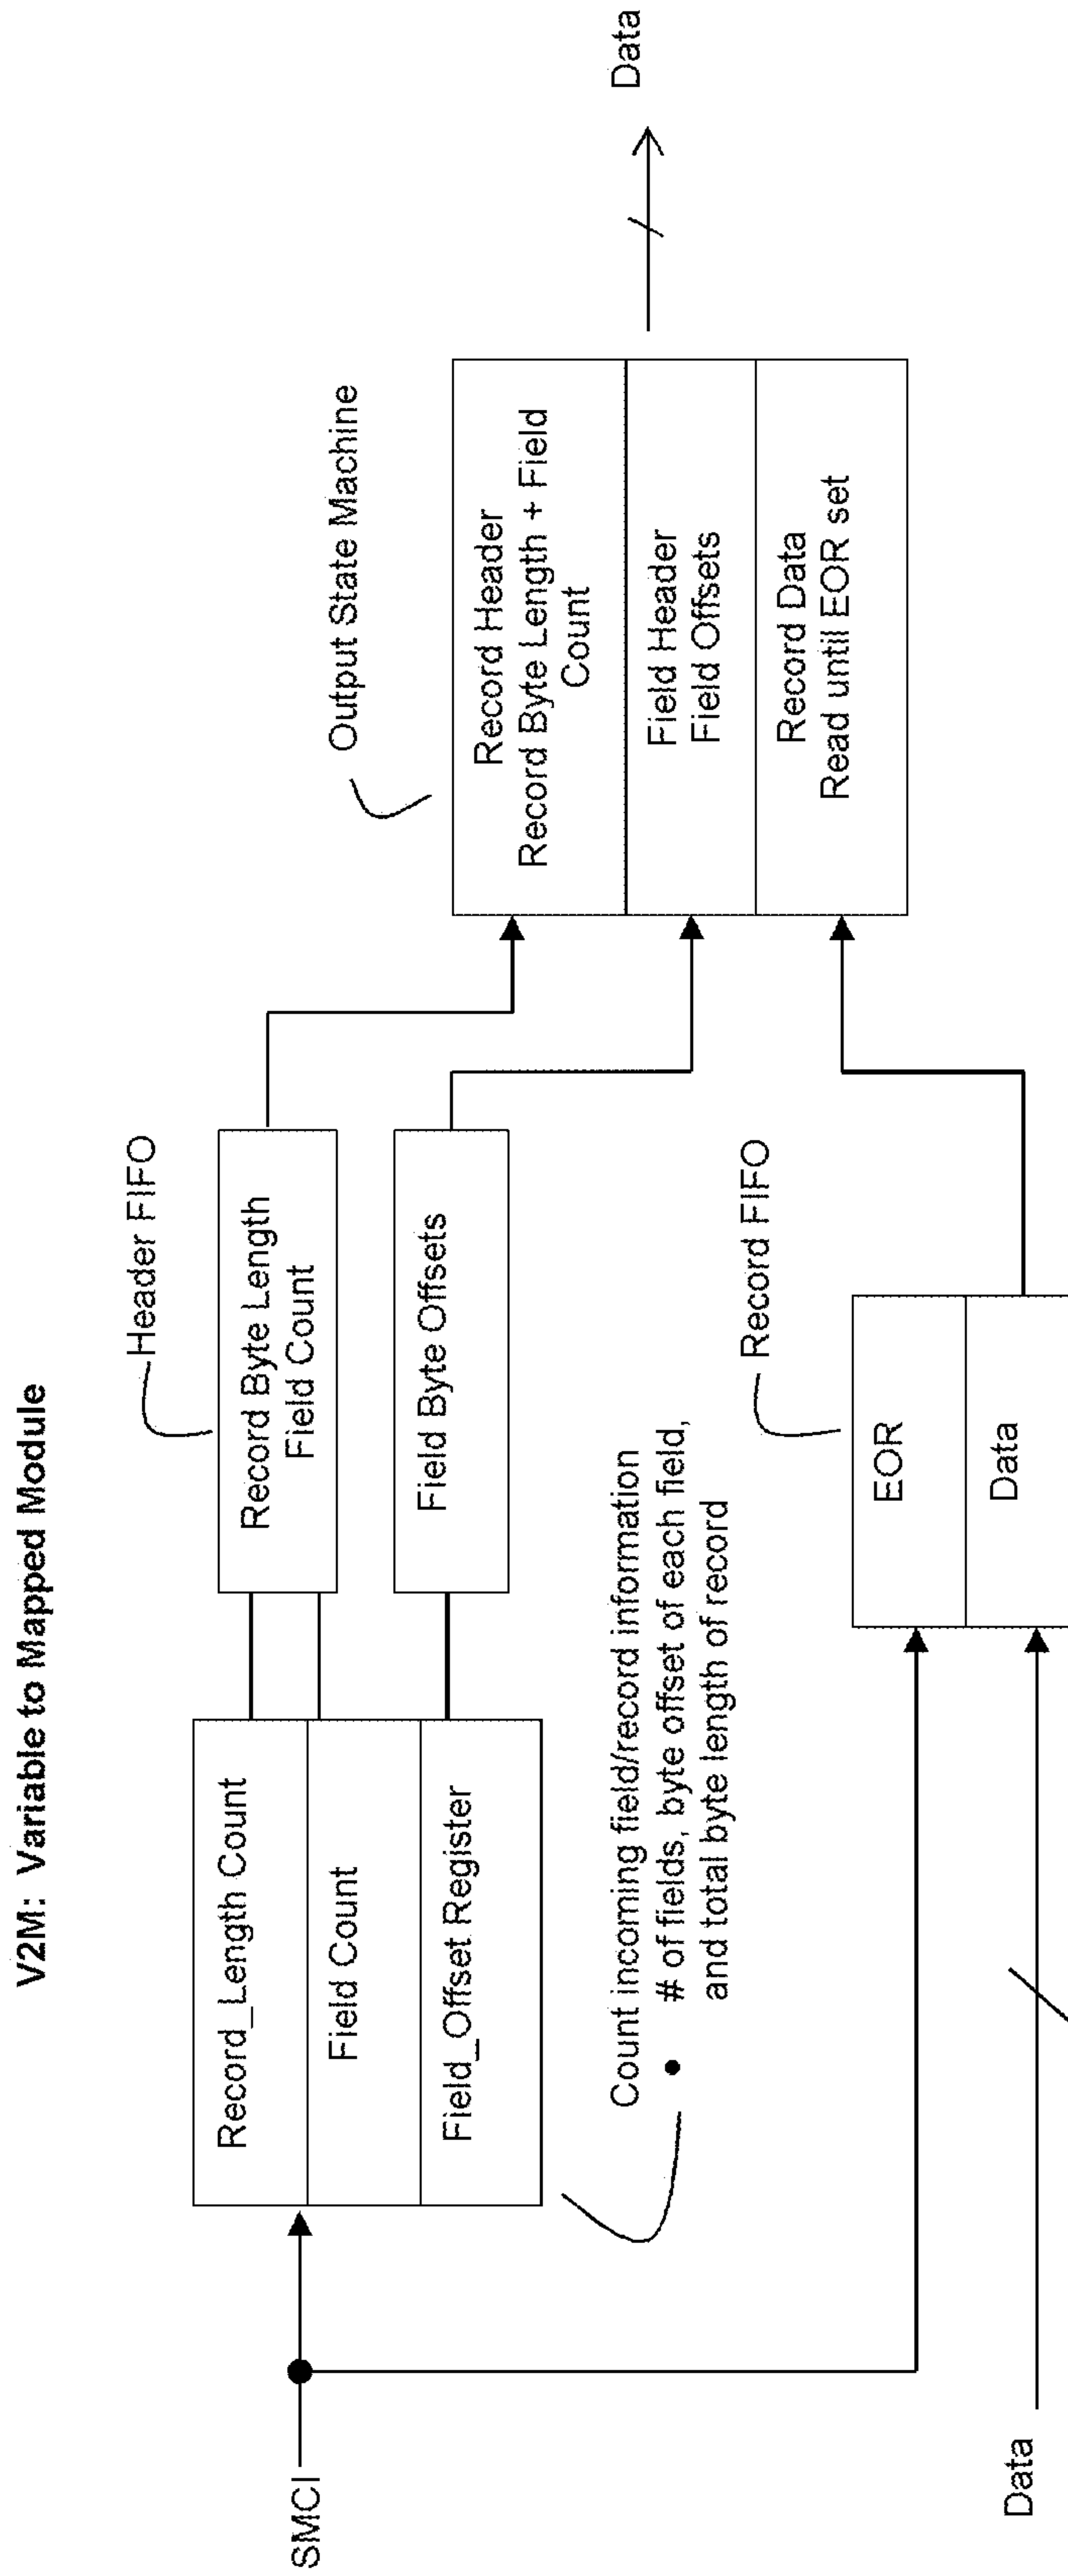 V2M: Variable to Mapped Module
SMCI
Record_Length Count
Field Count
Field_Offset Register
Header FIFO
Record Byte Length
Field Count
Field Byte Offsets
Output State Machine
Record Header
Record Byte Length + Field
Count
Field Header
Field Offsets
Record Data
Read until EOR set
Data
Count incoming field/record information
• # of fields, byte offset of each field,
and total byte length of record
Record FIFO
EOR
Data
Data